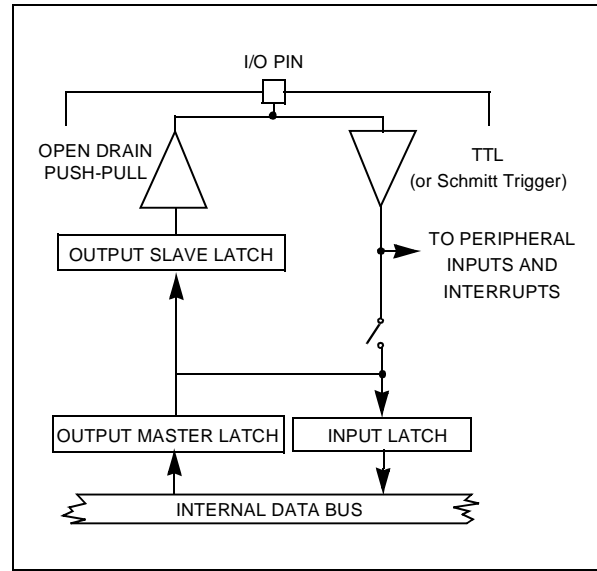 I/O PIN
OPEN DRAIN
PUSH-PULL
TTL
(or Schmitt Trigger)
OUTPUT SLAVE LATCH
TO PERIPHERAL
INPUTS AND
INTERRUPTS
OUTPUT MASTER LATCH
INPUT LATCH
INTERNAL DATA BUS